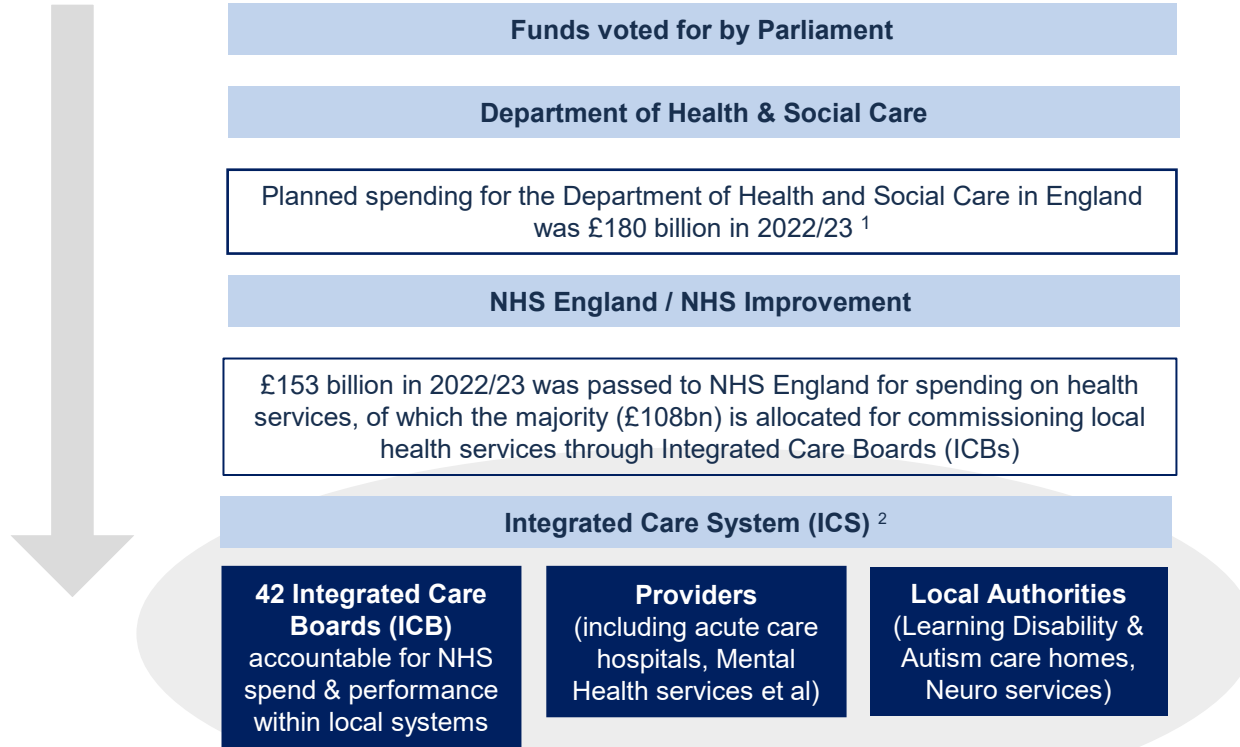 Funds voted for by Parliament
Department of Health & Social Care
Planned spending for the Department of Health and Social Care in England
was £180 billion in 2022/23 1
NHS England / NHS Improvement
£153 billion in 2022/23 was passed to NHS England for spending on health
services, of which the majority (£108bn) is allocated for commissioning local
health services through Integrated Care Boards (ICBs)
Integrated Care System (ICS) 2
42 Integrated Care
Boards (ICB)
accountable for NHS
spend & performance
within local systems
Providers
(including acute care
hospitals, Mental
Health services et al)
Local Authorities
(Learning Disability &
Autism care homes,
Neuro services)